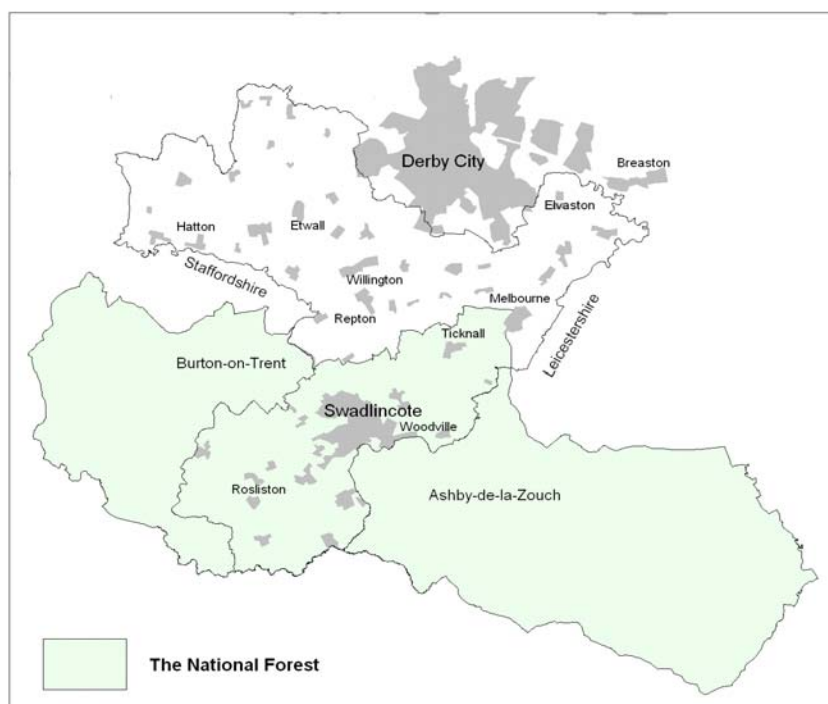 Derby City
Breaston
Elvaston
Hatton
Etwall
Staffordshire
Willington
Melbourne
Repton
Leicestershire
Ticknall
Burton-on-Trent
Swadlincote
Woodville
Rosliston
Ashby-de-la-Zouch
The National Forest